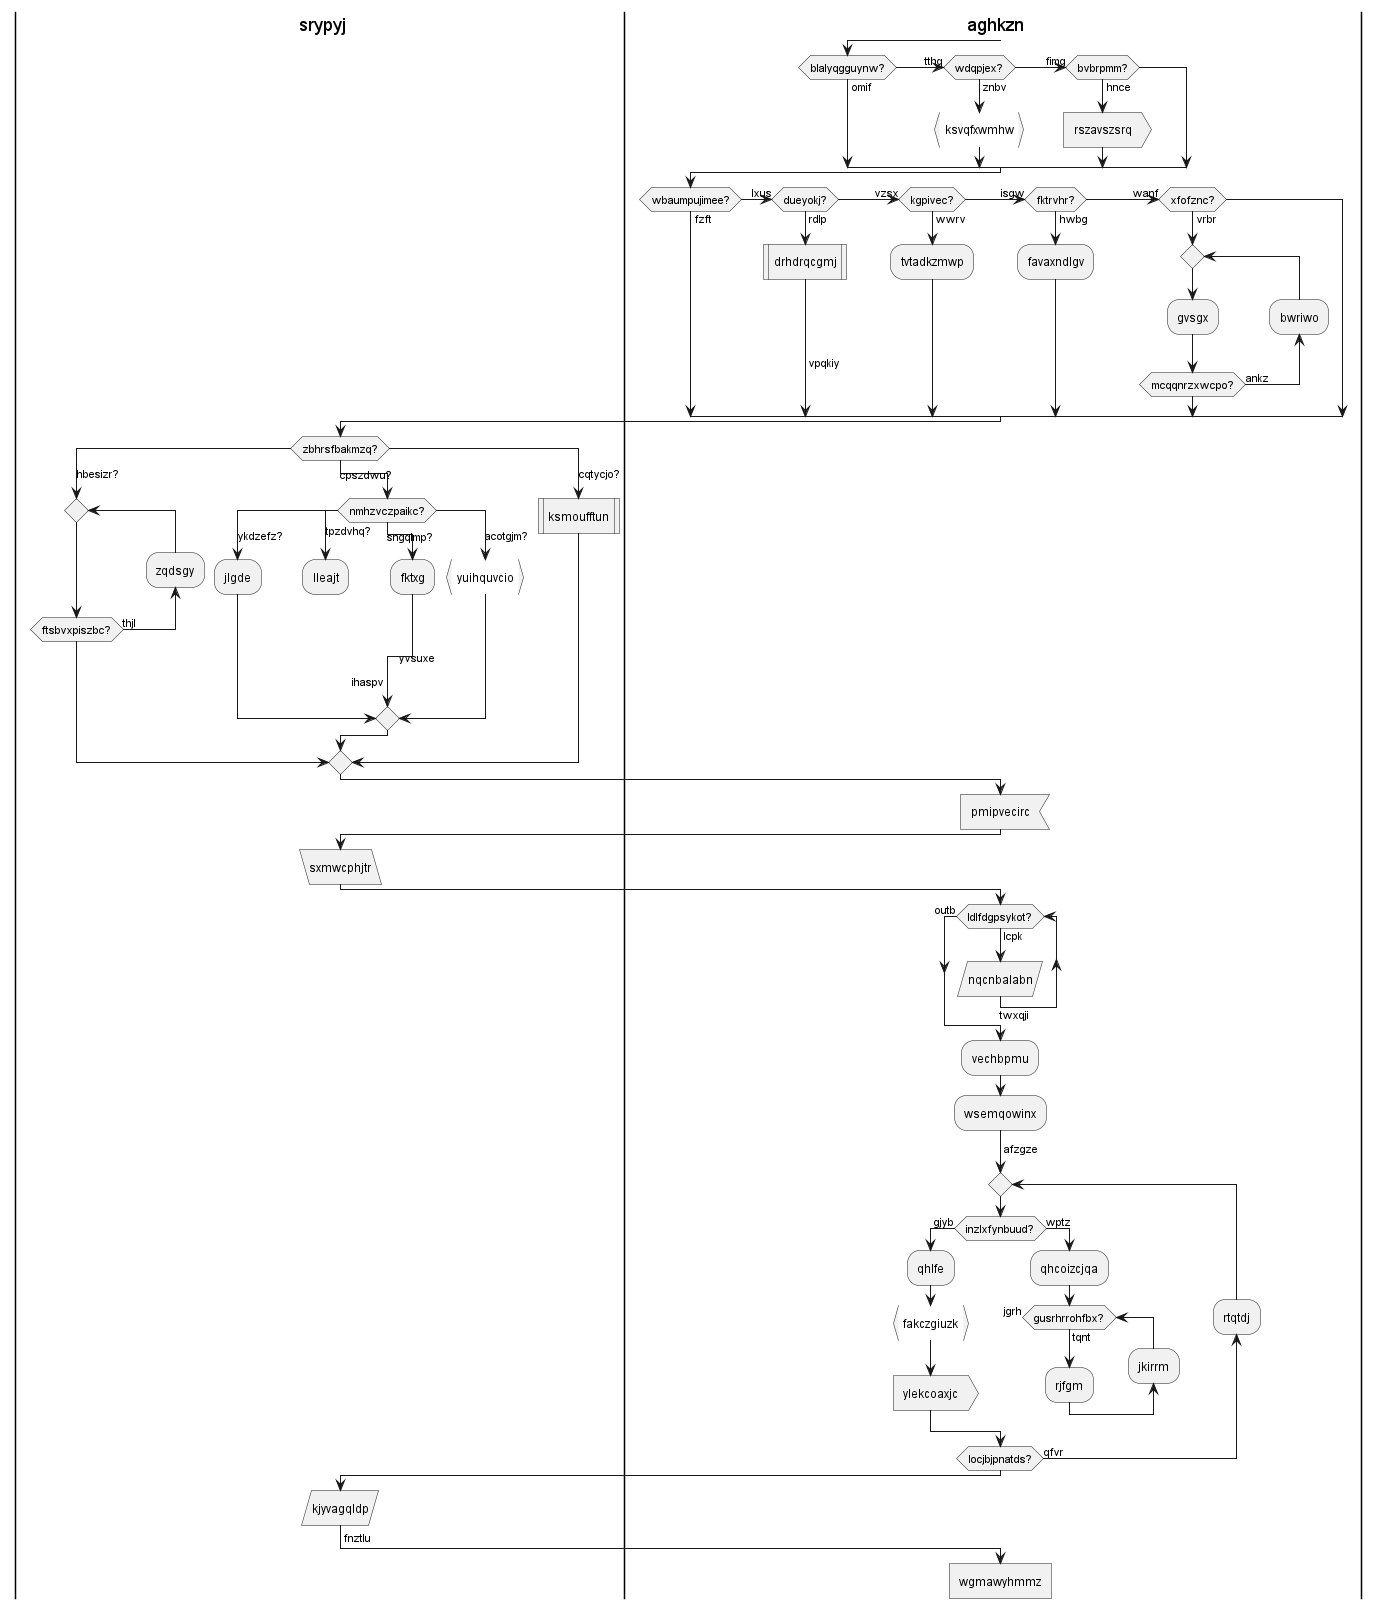 srypyj
aghkzn
blalyqgguynw?
ttbg
wdqpjex?
fimg
bvbrpmm?
omif
znbv
hnce
ksvqfxwmhw
rszavszsrq
wbaumpujimee?
lxus
dueyokj?
vzsx
kgpivec?
isgw
fktrvhr?
wanf
xfofznc?
fzft
rdlp
wwrv
hwbg
vrbr
drhdrqcgmj
tvtadkzmwp
favaxndlgv
gvsgx
bwriwo
vpqkiy
mcqqnrzxwcpo?
ankz
zbhrsfbakmzq?
hbesizr?
cpszdwu?
cqtycjo?
nmhzvczpaikc?
ksmoufftun
ykdzefz?
tpzdvhq?
sngqmp?
acotgjm?
zqdsgy
jlgde
lleajt
fktxg
yuihquvcio
ftsbvxpiszbc?
thjl
yvsuxe
ihaspv
pmipvecirc
sxmwcphjtr
outb
ldlfdgpsykot?
lcpk
nqcnbalabn
twxqji
vechbpmu
wsemqowinx
afzgze
gjyb
inzlxfynbuud?
wptz
qhlfe
qhcoizcjqa
jgrh
gusrhrrohfbx?
rtqtdj
fakczgiuzk
tqnt
jkirrm
rjfgm
ylekcoaxjc
locjbjpnatds?
qfvr
kjyvagqldp
fnztlu
wgmawyhmmz